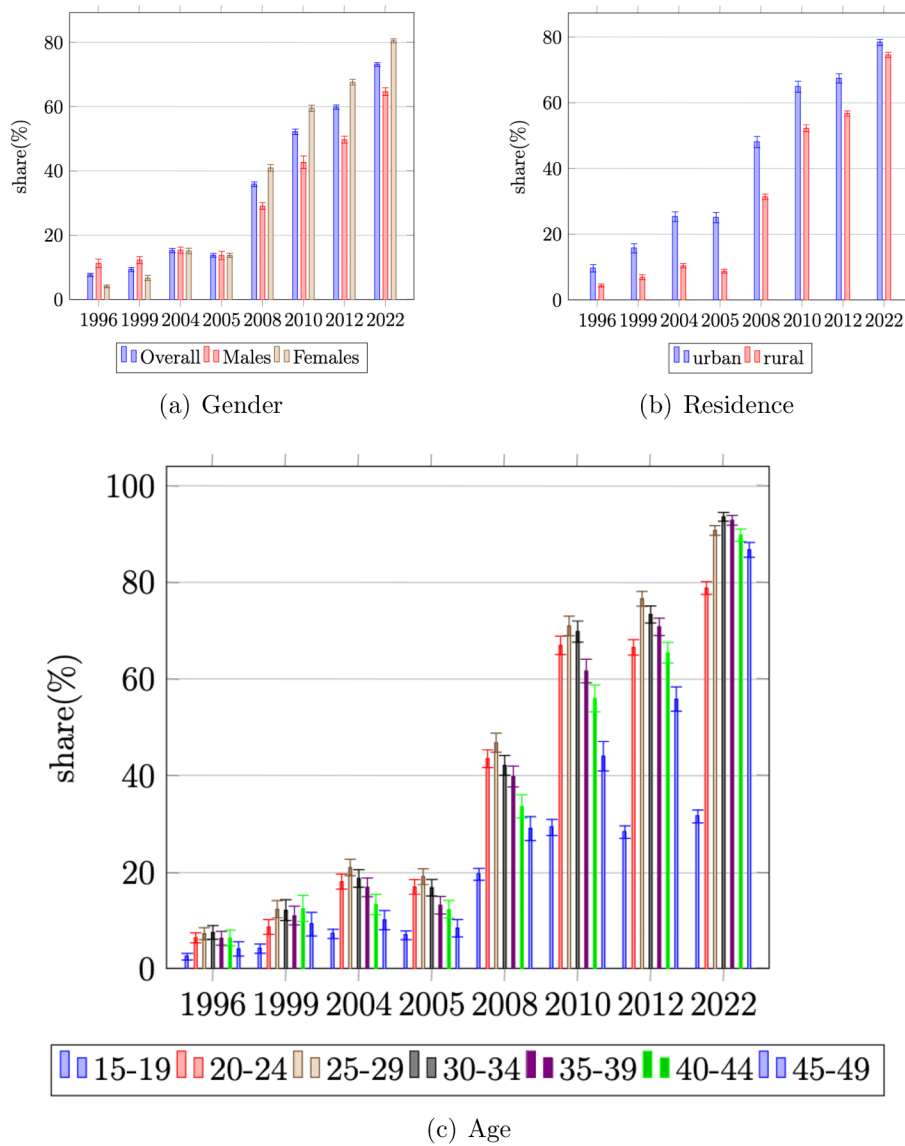 80
60
40
20
0
share(%)
1996 1999 2004 2005 2008 2010 2012 2022
Overall Males Females
(a) Gender
80
60
40
20
0
share(%)
1996 1999 2004 2005 2008 2010 2012 2022
urban rural
(b) Residence
100
80
60
40
20
0
share(%)
1996 1999 2004 2005 2008 2010 2012 2022
15-19 20-24 25-29 30-34 35-39 40-44 45-49
(c) Age